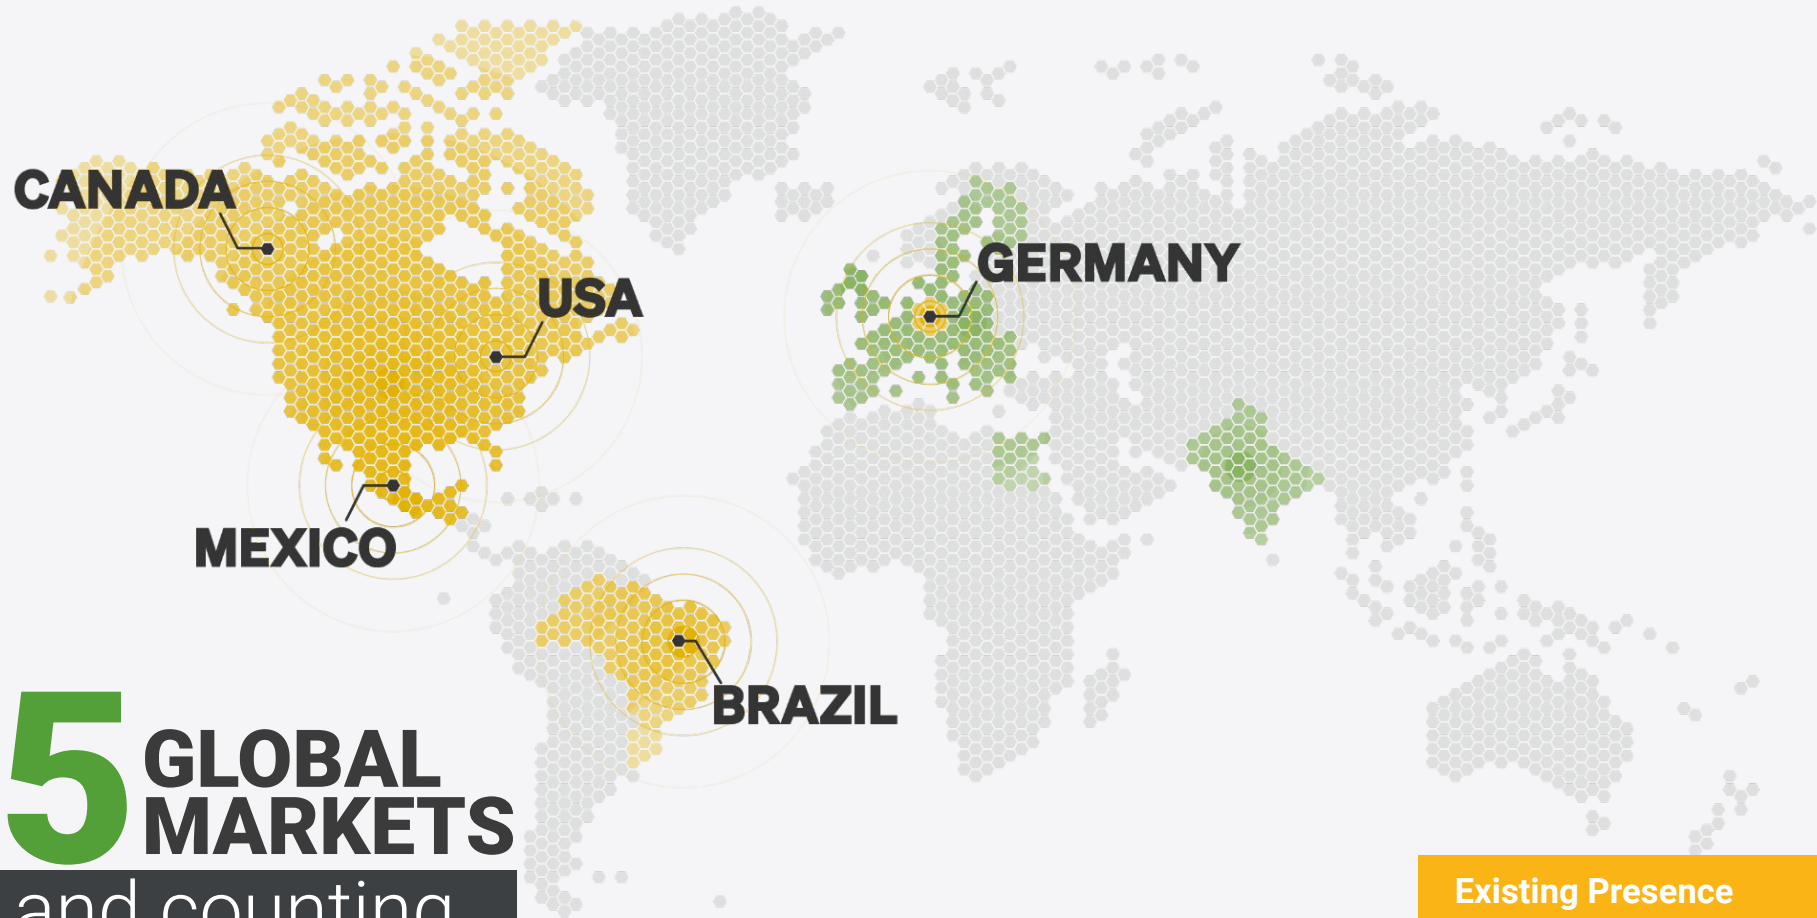 CANADA
USA
GERMANY
MEXICO
BRAZIL
5 GLOBAL
MARKETS
and counting
Existing Presence